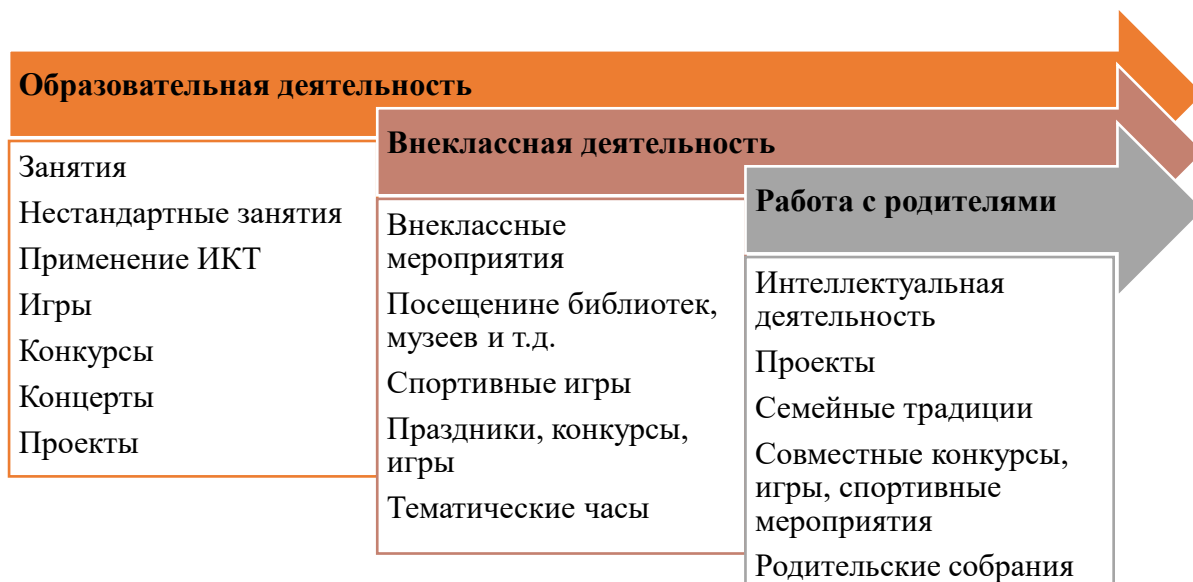 Образовательная деятельность
Занятия
Нестандартные занятия
Применение ИКТ
Игры
Конкурсы
Концерты
Проекты
Внеклассная деятельность
Внеклассные
мероприятия
Посещенине библиотек,
музеев и т.д.
Спортивные игры
Праздники, конкурсы,
игры
Тематические часы
Работа с родителями
Интеллектуальная
деятельность
Проекты
Семейные традиции
Совместные конкурсы,
игры, спортивные
мероприятия
Родительские собрания